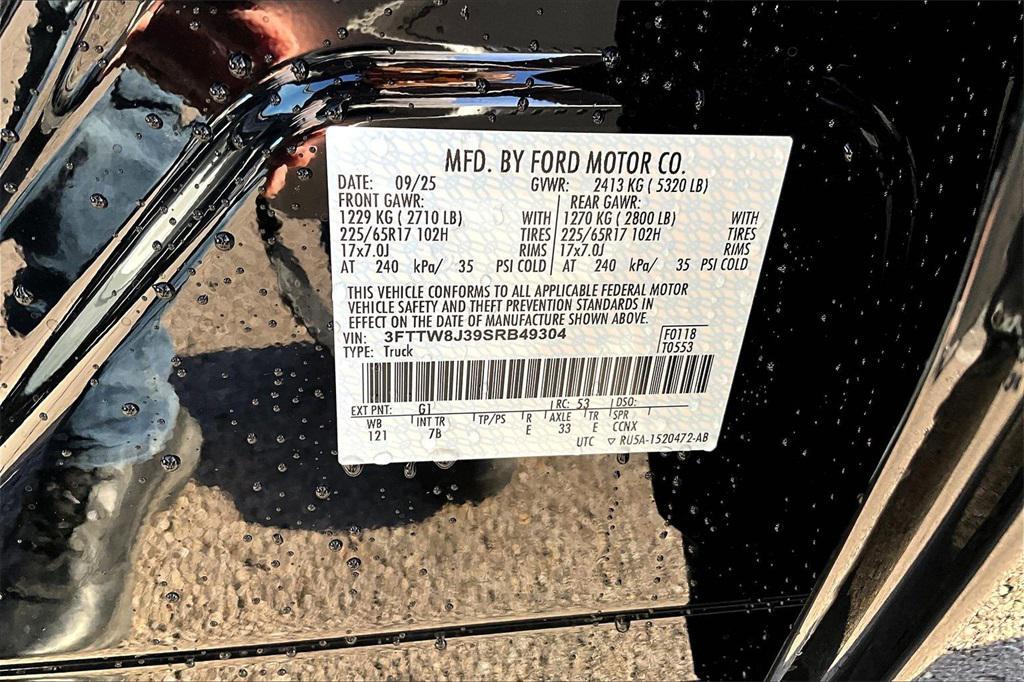 MFD. BY FORD MOTOR CO.
DATE: 09/25 GVWR: 2413 KG ( 5320 LB)
FRONT GAWR: REAR GAWR:
1229 KG ( 2710 LB) WITH 1270 KG ( 2800 LB) WITH
225/65R17 102H TIRES 225/65R17 102H TIRES
17x7.0J RIMS 17x7.0J RIMS
AT 240 kPa/ 35 PSI COLD AT 240 kPa/ 35 PSI COLD
THIS VEHICLE CONFORMS TO ALL APPLICABLE FEDERAL MOTOR
VEHICLE SAFETY AND THEFT PREVENTION STANDARDS IN
EFFECT ON THE DATE OF MANUFACTURE SHOWN ABOVE.
VIN: 3FTTW8J39SRB49304 F0118
TYPE: Truck T0553
EXT PNT: G1 RC: 53 DSO:
WB INT TR TP/PS R AXLE TR SPR
121 7B E 33 E CCNX
UTC ▽ RU5A-1520472-AB